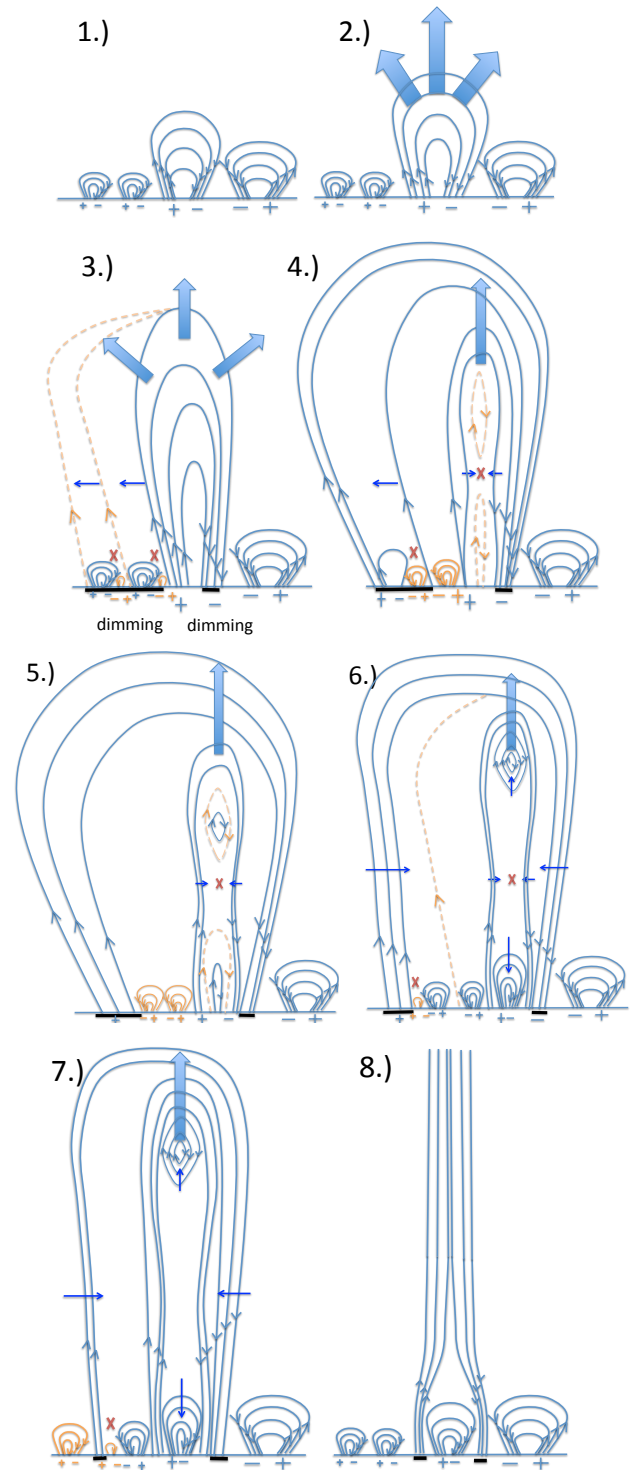 1.)
2.)
+ − + − + − − +
+ − + − + − − +
3.)
4.)
X
X X
X
+ − − + + − − + + − − +
+ − − + − + + − − +
dimming dimming
5.)
6.)
X
X
X
+ − + − + + − − +
7.)
8.)
X
+ − + − + − − +